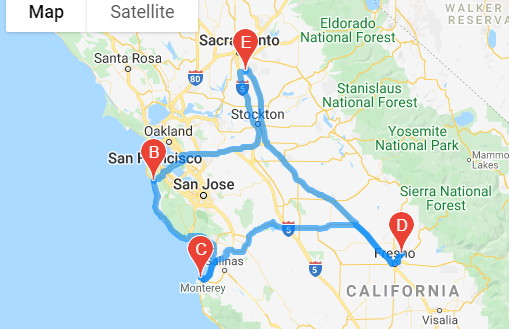 Map
Satellite
WALKER
RESERVA
Eldorado
National Forest
E
Sacramento
Santa Rosa
80
5
Stanislaus
National Forest
Stockton
Oakland
Yosemite
National Park
B
San Francisco
Mammo
Lakes
San Jose
Sierra National
Forest
D
5
C
Fresno
Salinas
5
Monterey
CALIFORNIA
Visalia